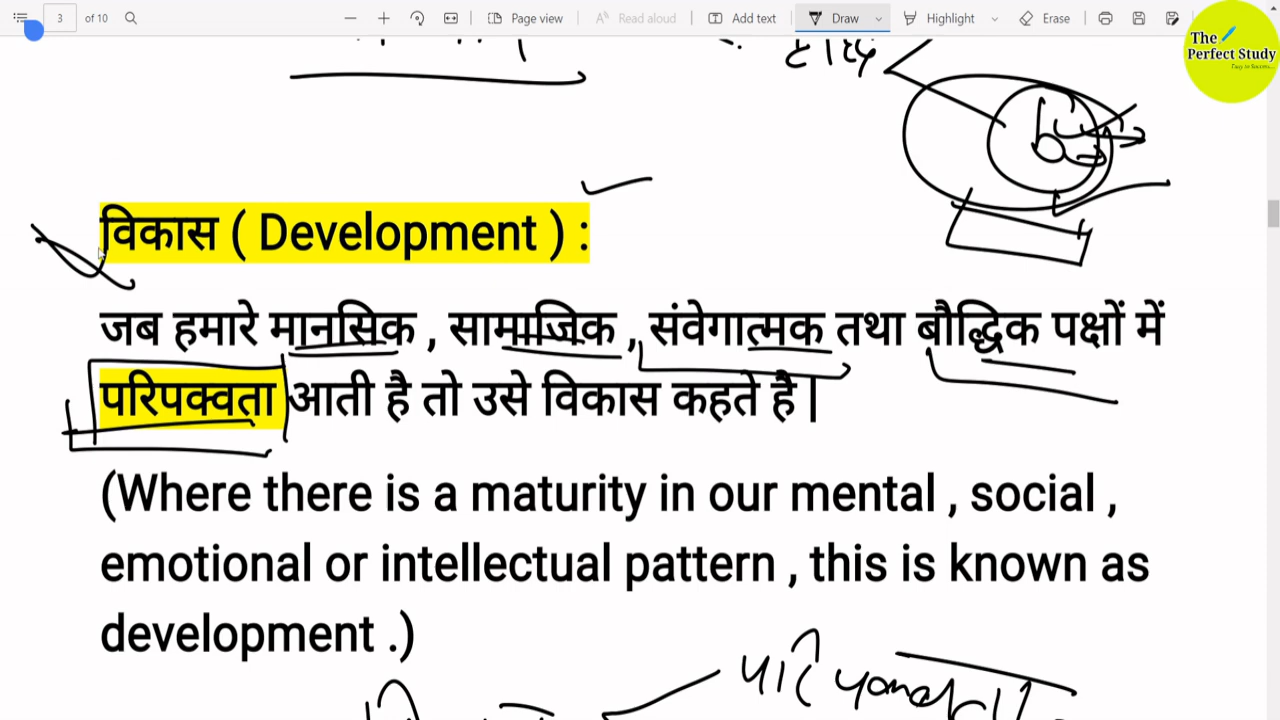 3 of 10 Page view Read aloud Add text Draw Highlight Erase
The Perfect Study
विकास ( Development ) :
जब हमारे मानसिक , सामाजिक , संवेगात्मक तथा बौद्धिक पक्षों में
परिपक्वता आती है तो उसे विकास कहते है |
(Where there is a maturity in our mental , social ,
emotional or intellectual pattern , this is known as
development .)